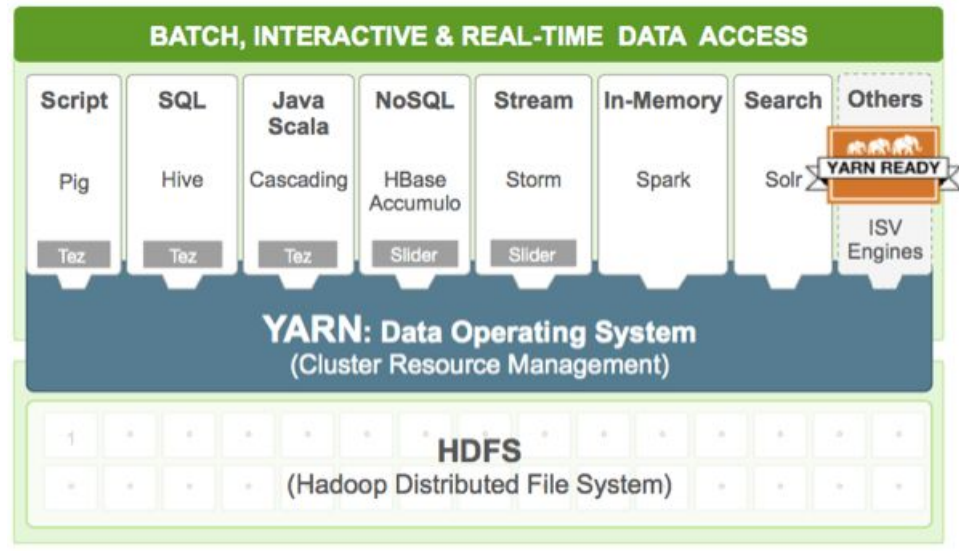 BATCH, INTERACTIVE & REAL-TIME DATA ACCESS
Script
Pig
Tez
SQL
Hive
Tez
Java
Scala
Cascading
Tez
NoSQL
HBase
Accumulo
Slider
Stream
Storm
Slider
In-Memory
Spark
Search
Solr
Others
YARN READY
ISV
Engines
YARN: Data Operating System
(Cluster Resource Management)
1
HDFS
(Hadoop Distributed File System)